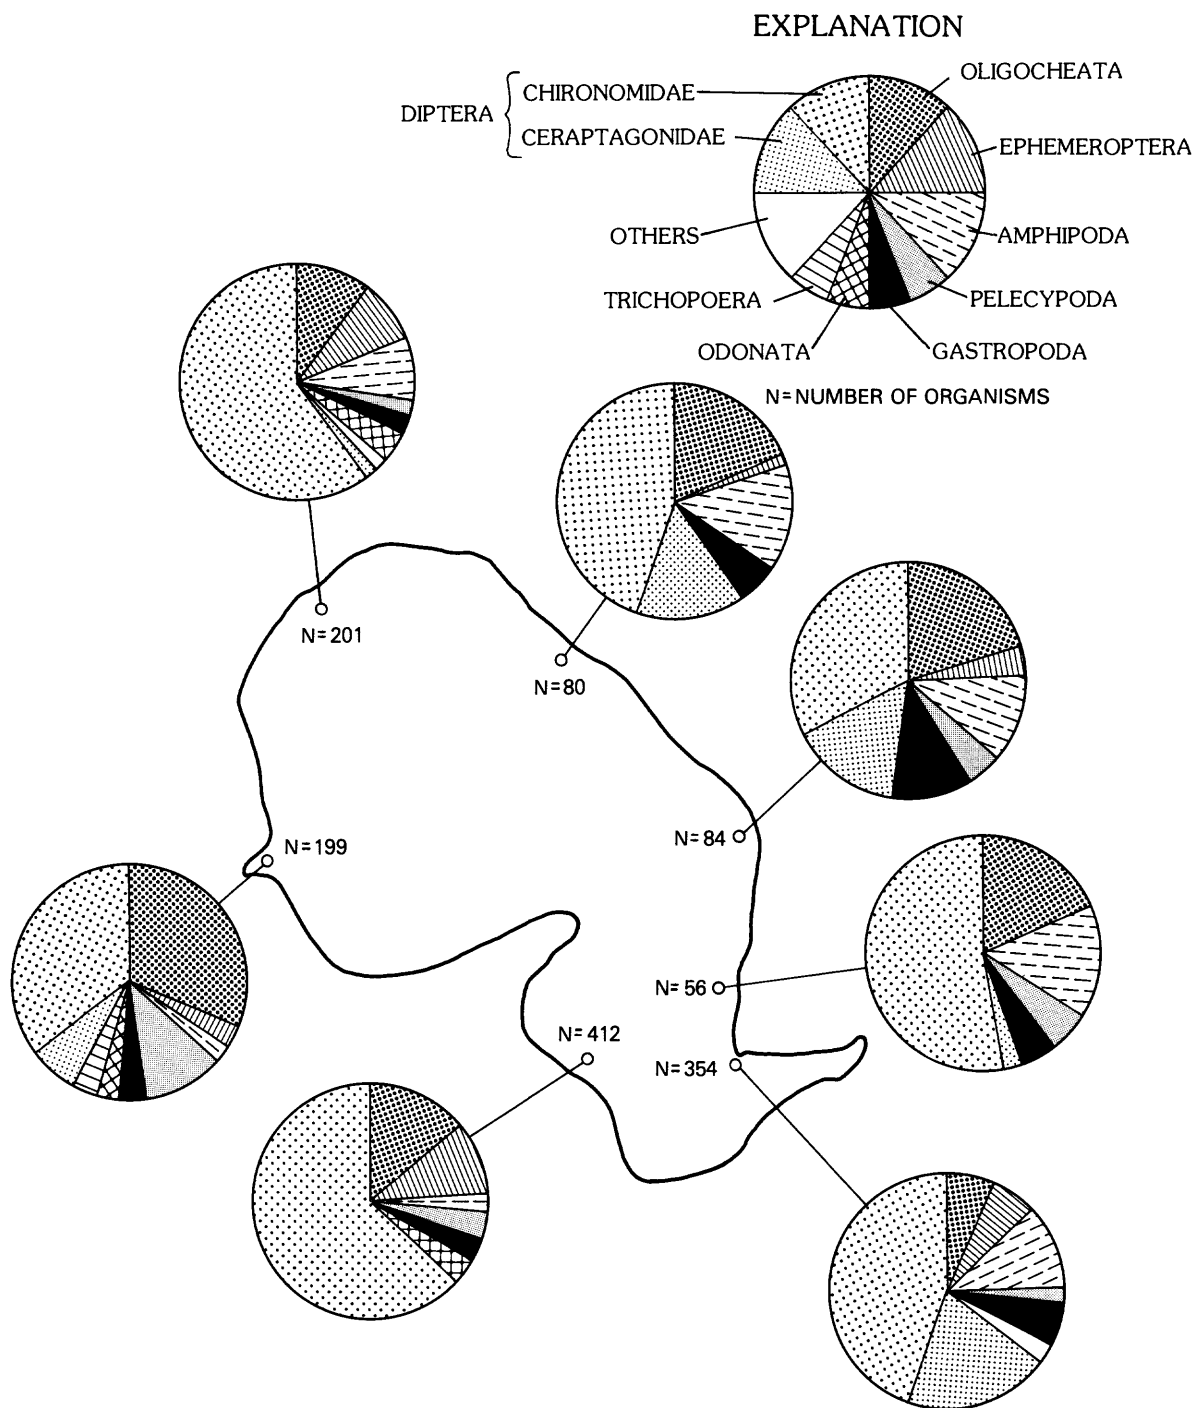 EXPLANATION
OLIGOCHEATA
CHIRONOMIDAE
DIPTERA
CERAPTAGONIDAE
EPHEMEROPTERA
OTHERS
AMPHIPODA
TRICHOPOERA
PELECYPODA
ODONATA
GASTROPODA
N=NUMBER OF ORGANISMS
N=201
N=80
N=84
N=199
N=56
N=412
N=354